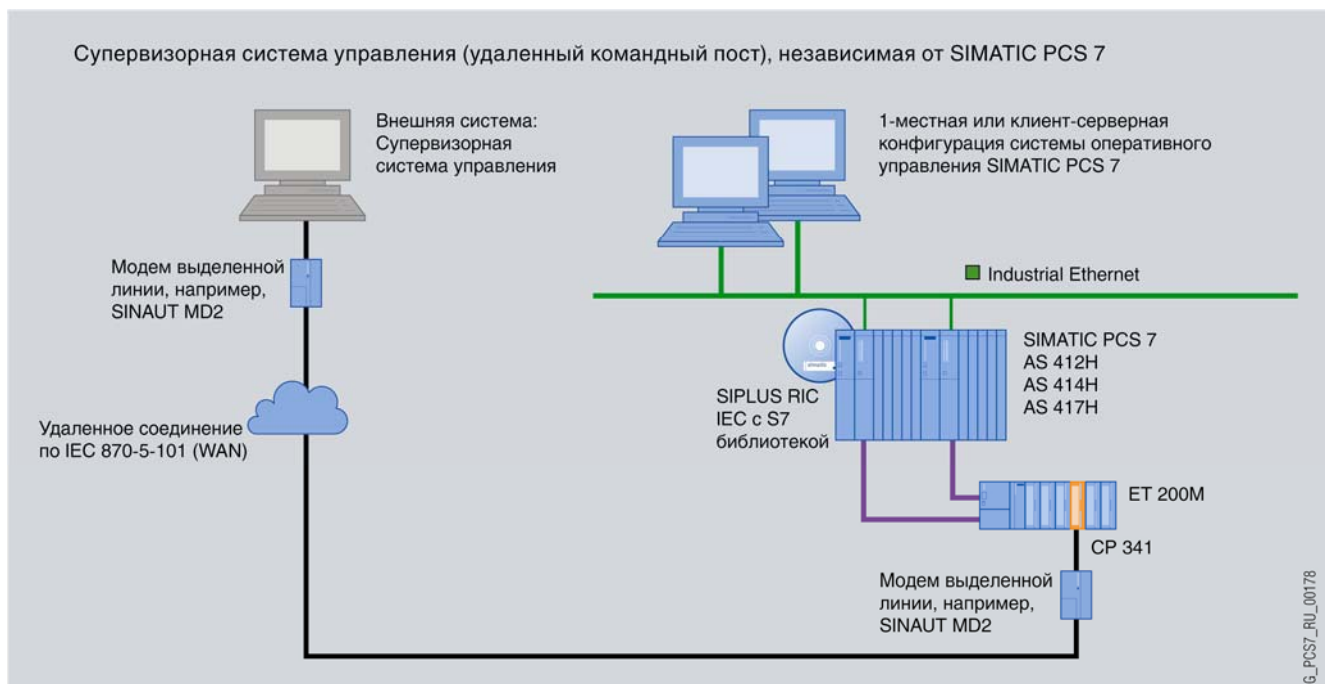 Супервизорная система управления (удаленный командный пост), независимая от SIMATIC PCS 7
Внешняя система:
Супервизорная
система управления
1-местная или клиент-серверная
конфигурация системы оперативного
управления SIMATIC PCS 7
Модем выделенной
линии, например,
SINAUT MD2
Industrial Ethernet
SIMATIC PCS 7
AS 412H
AS 414H
AS 417H
SIPLUS RIC
IEC с S7
библиотекой
Удаленное соединение
по IEC 870-5-101 (WAN)
ET 200M
CP 341
Модем выделенной
линии, например,
SINAUT MD2
G_PCS7_RU_00178